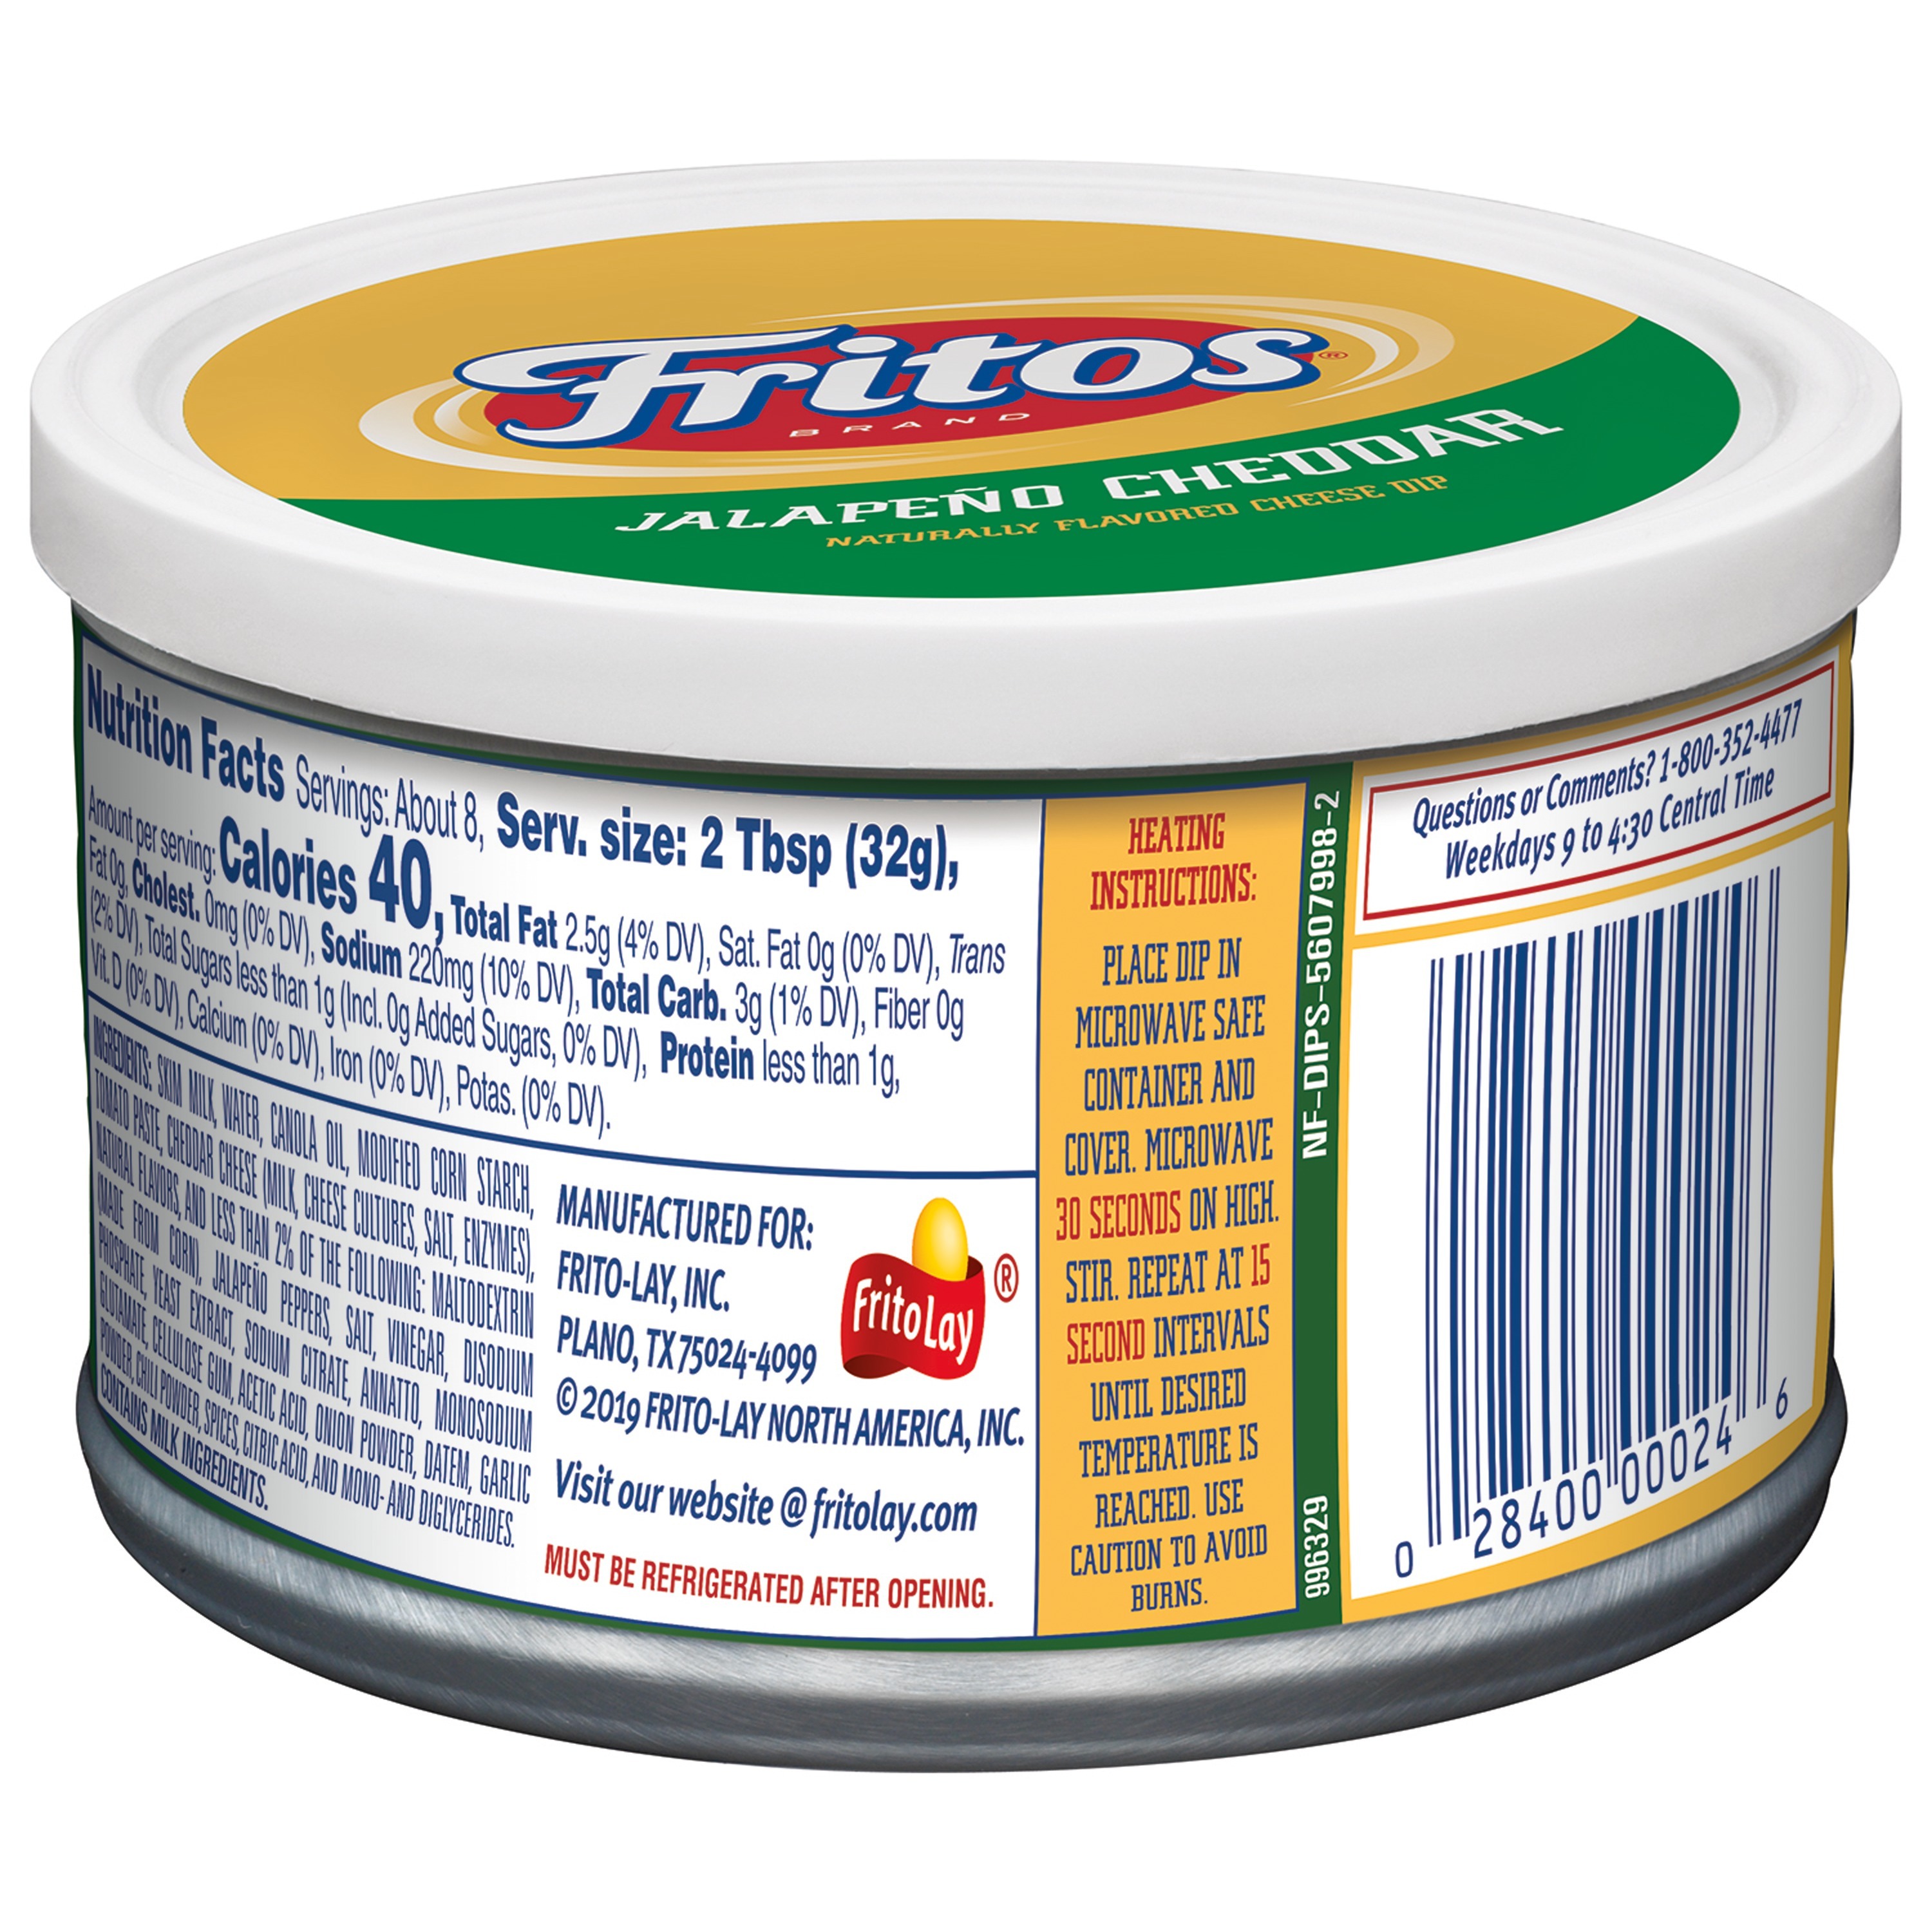 Fritos®
BRAND
JALAPEÑO CHEDDAR
NATURALLY FLAVORED CHEESE DIP
Nutrition Facts Servings: About 8, Serv. size: 2 Tbsp (32g),
Amount per serving: Calories 40, Total Fat 2.5g (4% DV), Sat. Fat 0g (0% DV), Trans
Fat 0g, Cholest. 0mg (0% DV), Sodium 220mg (10% DV), Total Carb. 3g (1% DV), Fiber 0g
(2% DV), Total Sugars less than 1g (Incl. 0g Added Sugars, 0% DV), Protein less than 1g,
Vit. D (0% DV), Calcium (0% DV), Iron (0% DV), Potas. (0% DV).
INGREDIENTS: SKIM MILK, WATER, CANOLA OIL, MODIFIED CORN STARCH,
TOMATO PASTE, CHEDDAR CHEESE (MILK, CHEESE CULTURES, SALT, ENZYMES),
NATURAL FLAVORS, AND LESS THAN 2% OF THE FOLLOWING: MALTODEXTRIN
(MADE FROM CORN), JALAPEÑO PEPPERS, SALT, VINEGAR, DISODIUM
PHOSPHATE, YEAST EXTRACT, SODIUM CITRATE, ANNATTO, MONOSODIUM
GLUTAMATE, CELLULOSE GUM, ACETIC ACID, ONION POWDER, DATEM, GARLIC
POWDER, CHILI POWDER, SPICES, CITRIC ACID, AND MONO- AND DIGLYCERIDES.
CONTAINS MILK INGREDIENTS.
MANUFACTURED FOR:
FRITO-LAY, INC.
PLANO, TX 75024-4099
© 2019 FRITO-LAY NORTH AMERICA, INC.
Visit our website @ fritolay.com
MUST BE REFRIGERATED AFTER OPENING.
FritoLay
®
HEATING
INSTRUCTIONS:
PLACE DIP IN
MICROWAVE SAFE
CONTAINER AND
COVER. MICROWAVE
30 SECONDS ON HIGH.
STIR. REPEAT AT 15
SECOND INTERVALS
UNTIL DESIRED
TEMPERATURE IS
REACHED. USE
CAUTION TO AVOID
BURNS.
NF-DIPS-5607998-2
996329
Questions or Comments? 1-800-352-4477
Weekdays 9 to 4:30 Central Time
0 28400 00024 6